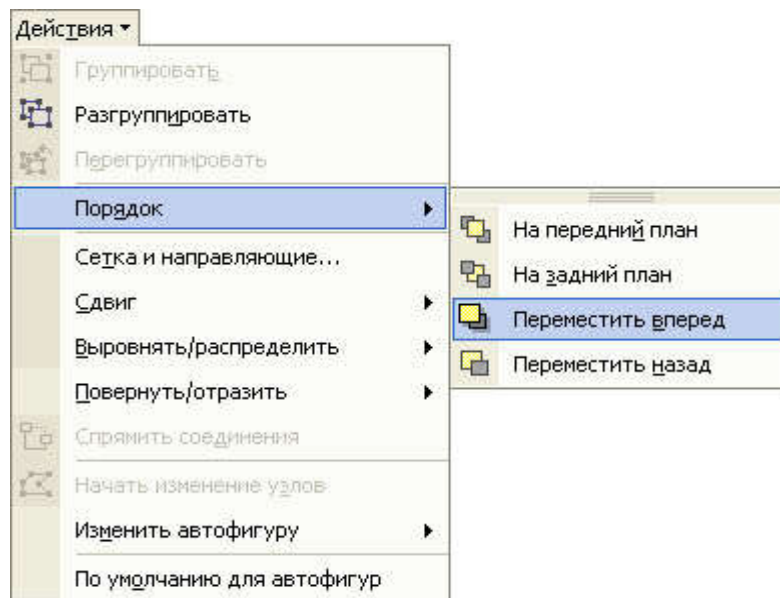 Действия
Группировать
Разгруппировать
Перегруппировать
Порядок
На передний план
На задний план
Переместить вперед
Переместить назад
Сетка и направляющие...
Сдвиг
Выровнять/распределить
Повернуть/отразить
Спрямить соединения
Начать изменение узлов
Изменить автофигуру
По умолчанию для автофигур